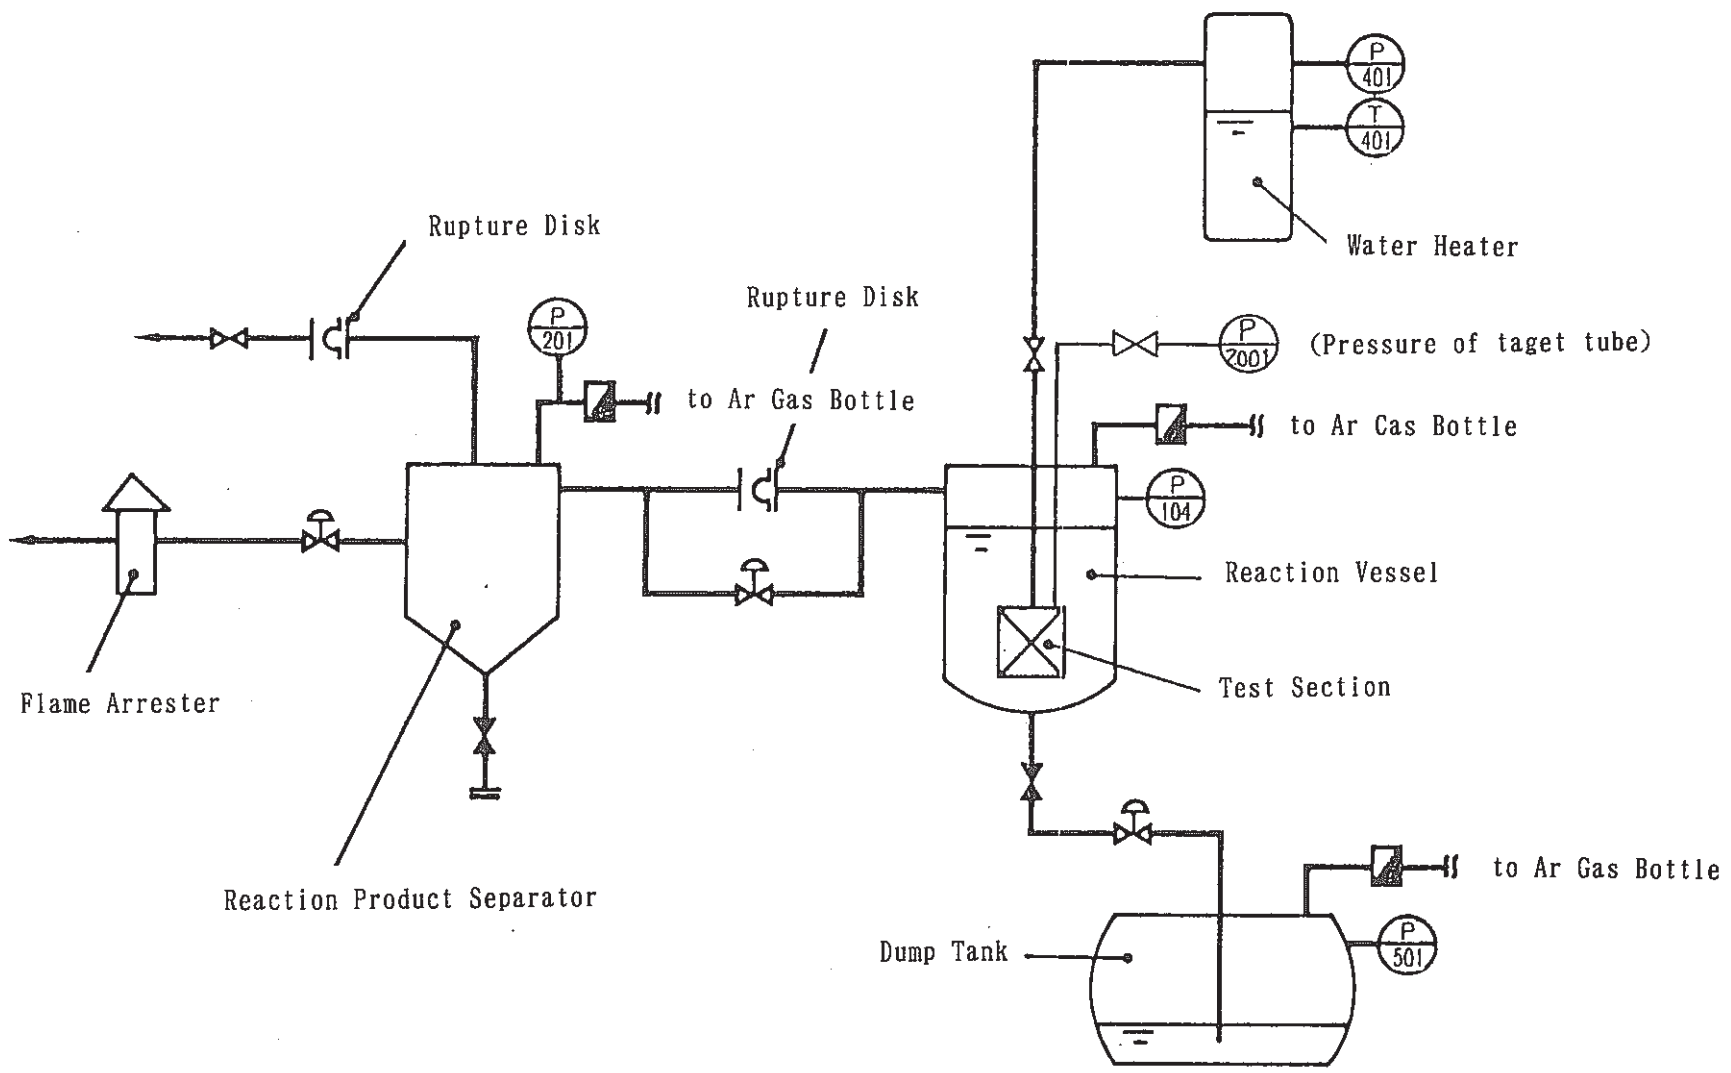 P
401
T
401
Rupture Disk
Water Heater
Rupture Disk
P
201
P
2001
(Pressure of taget tube)
to Ar Gas Bottle
to Ar Cas Bottle
P
104
Reaction Vessel
Test Section
Flame Arrester
Reaction Product Separator
to Ar Gas Bottle
P
501
Dump Tank